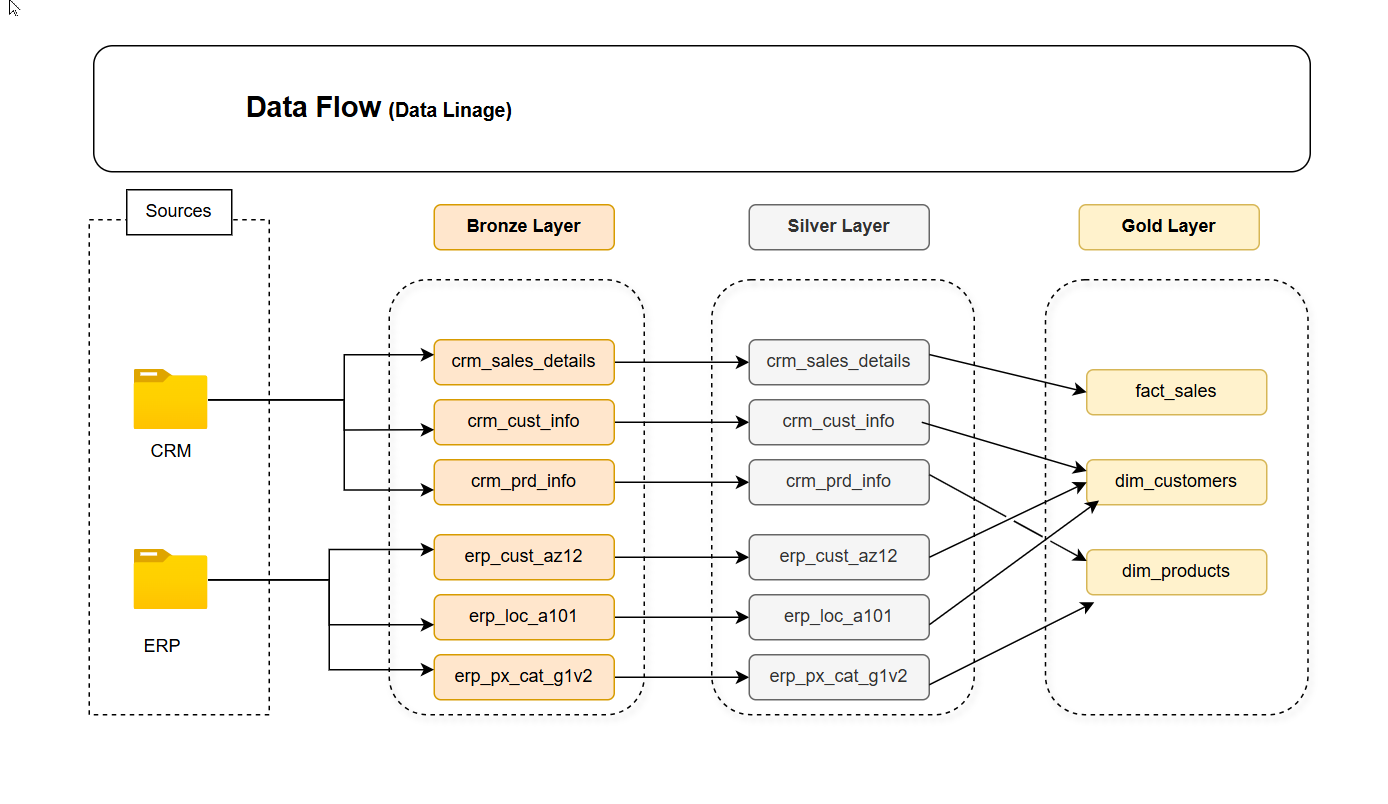 Data Flow (Data Linage)
Sources
Bronze Layer
Silver Layer
Gold Layer
CRM
ERP
crm_sales_details
crm_cust_info
crm_prd_info
erp_cust_az12
erp_loc_a101
erp_px_cat_g1v2
crm_sales_details
crm_cust_info
crm_prd_info
erp_cust_az12
erp_loc_a101
erp_px_cat_g1v2
fact_sales
dim_customers
dim_products